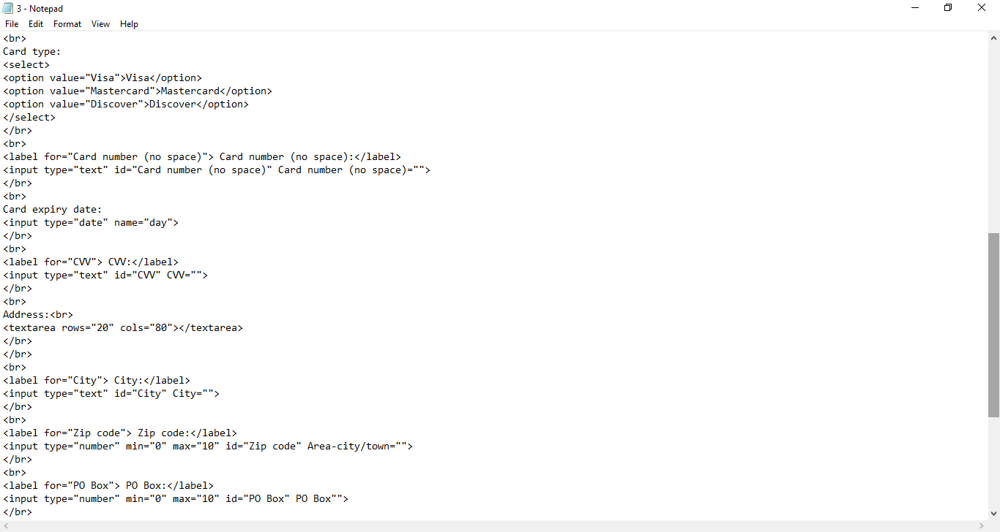 3 - Notepad
File Edit Format View Help
<br>
Card type:
<select>
<option value="Visa">Visa</option>
<option value="Mastercard">Mastercard</option>
<option value="Discover">Discover</option>
</select>
</br>
<br>
<label for="Card number (no space)"> Card number (no space):</label>
<input type="text" id="Card number (no space)" Card number (no space)="">
</br>
<br>
Card expiry date:
<input type="date" name="day">
</br>
<br>
<label for="CVV"> CVV:</label>
<input type="text" id="CVV" CVV="">
</br>
<br>
Address:<br>
<textarea rows="20" cols="80"></textarea>
</br>
</br>
<br>
<label for="City"> City:</label>
<input type="text" id="City" City="">
</br>
<br>
<label for="Zip code"> Zip code:</label>
<input type="number" min="0" max="10" id="Zip code" Area-city/town="">
</br>
<br>
<label for="PO Box"> PO Box:</label>
<input type="number" min="0" max="10" id="PO Box" PO Box"">
</br>